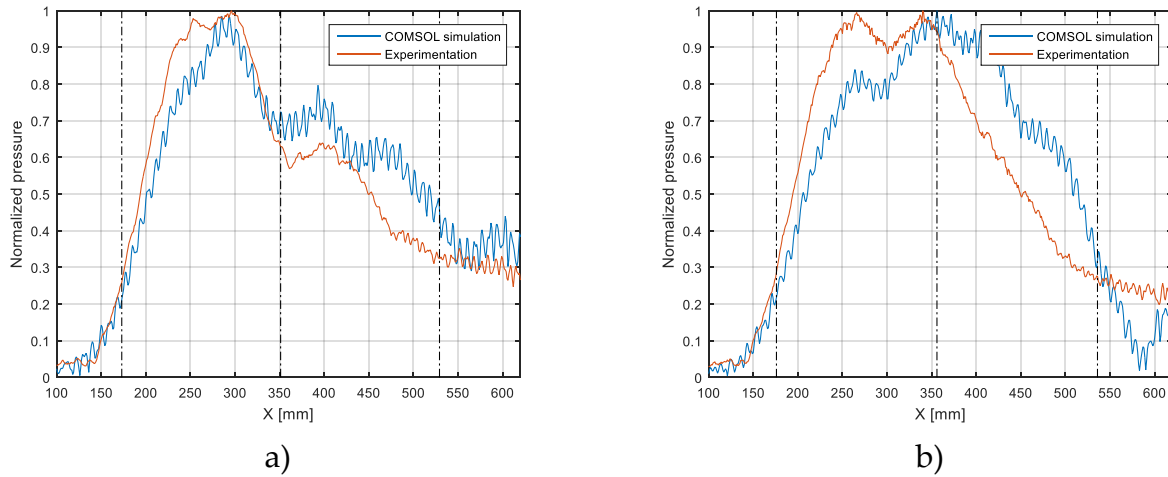 1
0.9
0.8
0.7
0.6
0.5
0.4
0.3
0.2
0.1
0
100 150 200 250 300 350 400 450 500 550 600
Normalized pressure
X [mm]
COMSOL simulation
Experimentation
a)
1
0.9
0.8
0.7
0.6
0.5
0.4
0.3
0.2
0.1
0
100 150 200 250 300 350 400 450 500 550 600
Normalized pressure
X [mm]
COMSOL simulation
Experimentation
b)